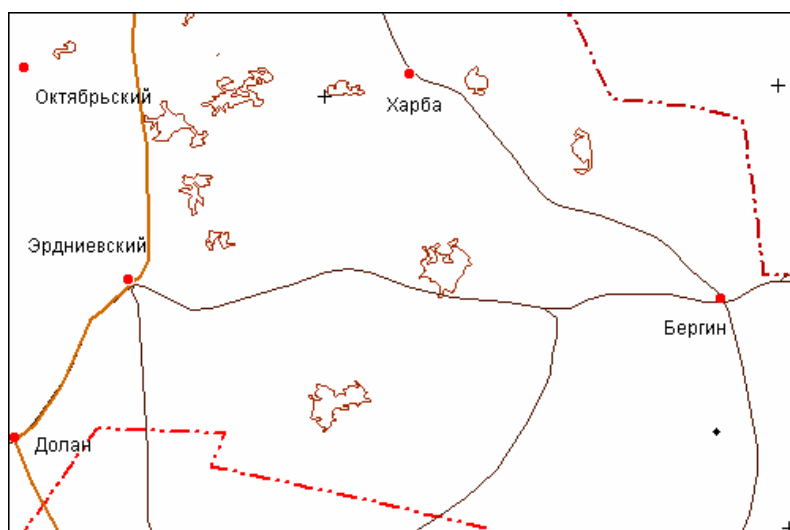 Октябрьский
Харба
Эрдниевский
Бергин
Долан